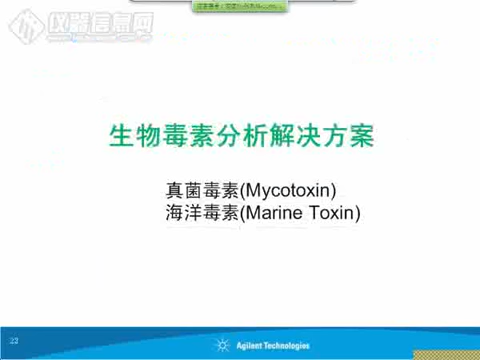 仪器信息网
生物毒素分析解决方案
真菌毒素(Mycotoxin)
海洋毒素(Marine Toxin)
22
Agilent Technologies